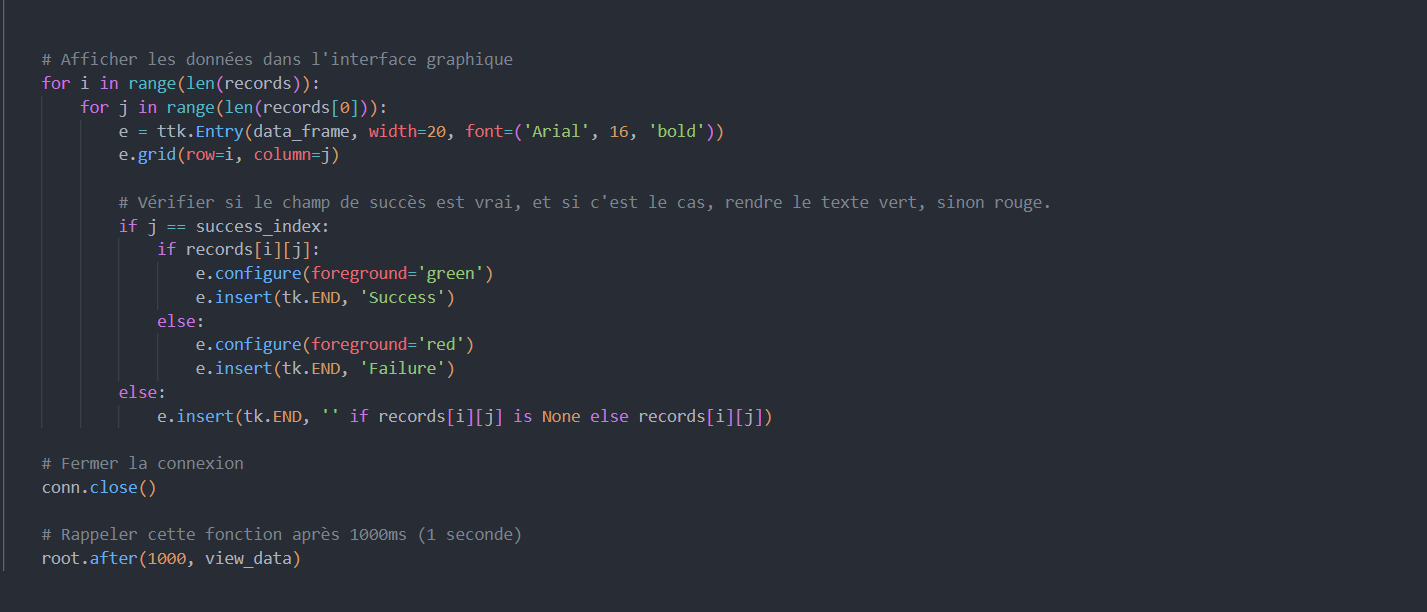 # Afficher les données dans l'interface graphique
for i in range(len(records)):
    for j in range(len(records[0])):
        e = ttk.Entry(data_frame, width=20, font=('Arial', 16, 'bold'))
        e.grid(row=i, column=j)

        # Vérifier si le champ de succès est vrai, et si c'est le cas, rendre le texte vert, sinon rouge.
        if j == success_index:
            if records[i][j]:
                e.configure(foreground='green')
                e.insert(tk.END, 'Success')
            else:
                e.configure(foreground='red')
                e.insert(tk.END, 'Failure')
        else:
            e.insert(tk.END, '' if records[i][j] is None else records[i][j])

# Fermer la connexion
conn.close()

# Rappeler cette fonction après 1000ms (1 seconde)
root.after(1000, view_data)